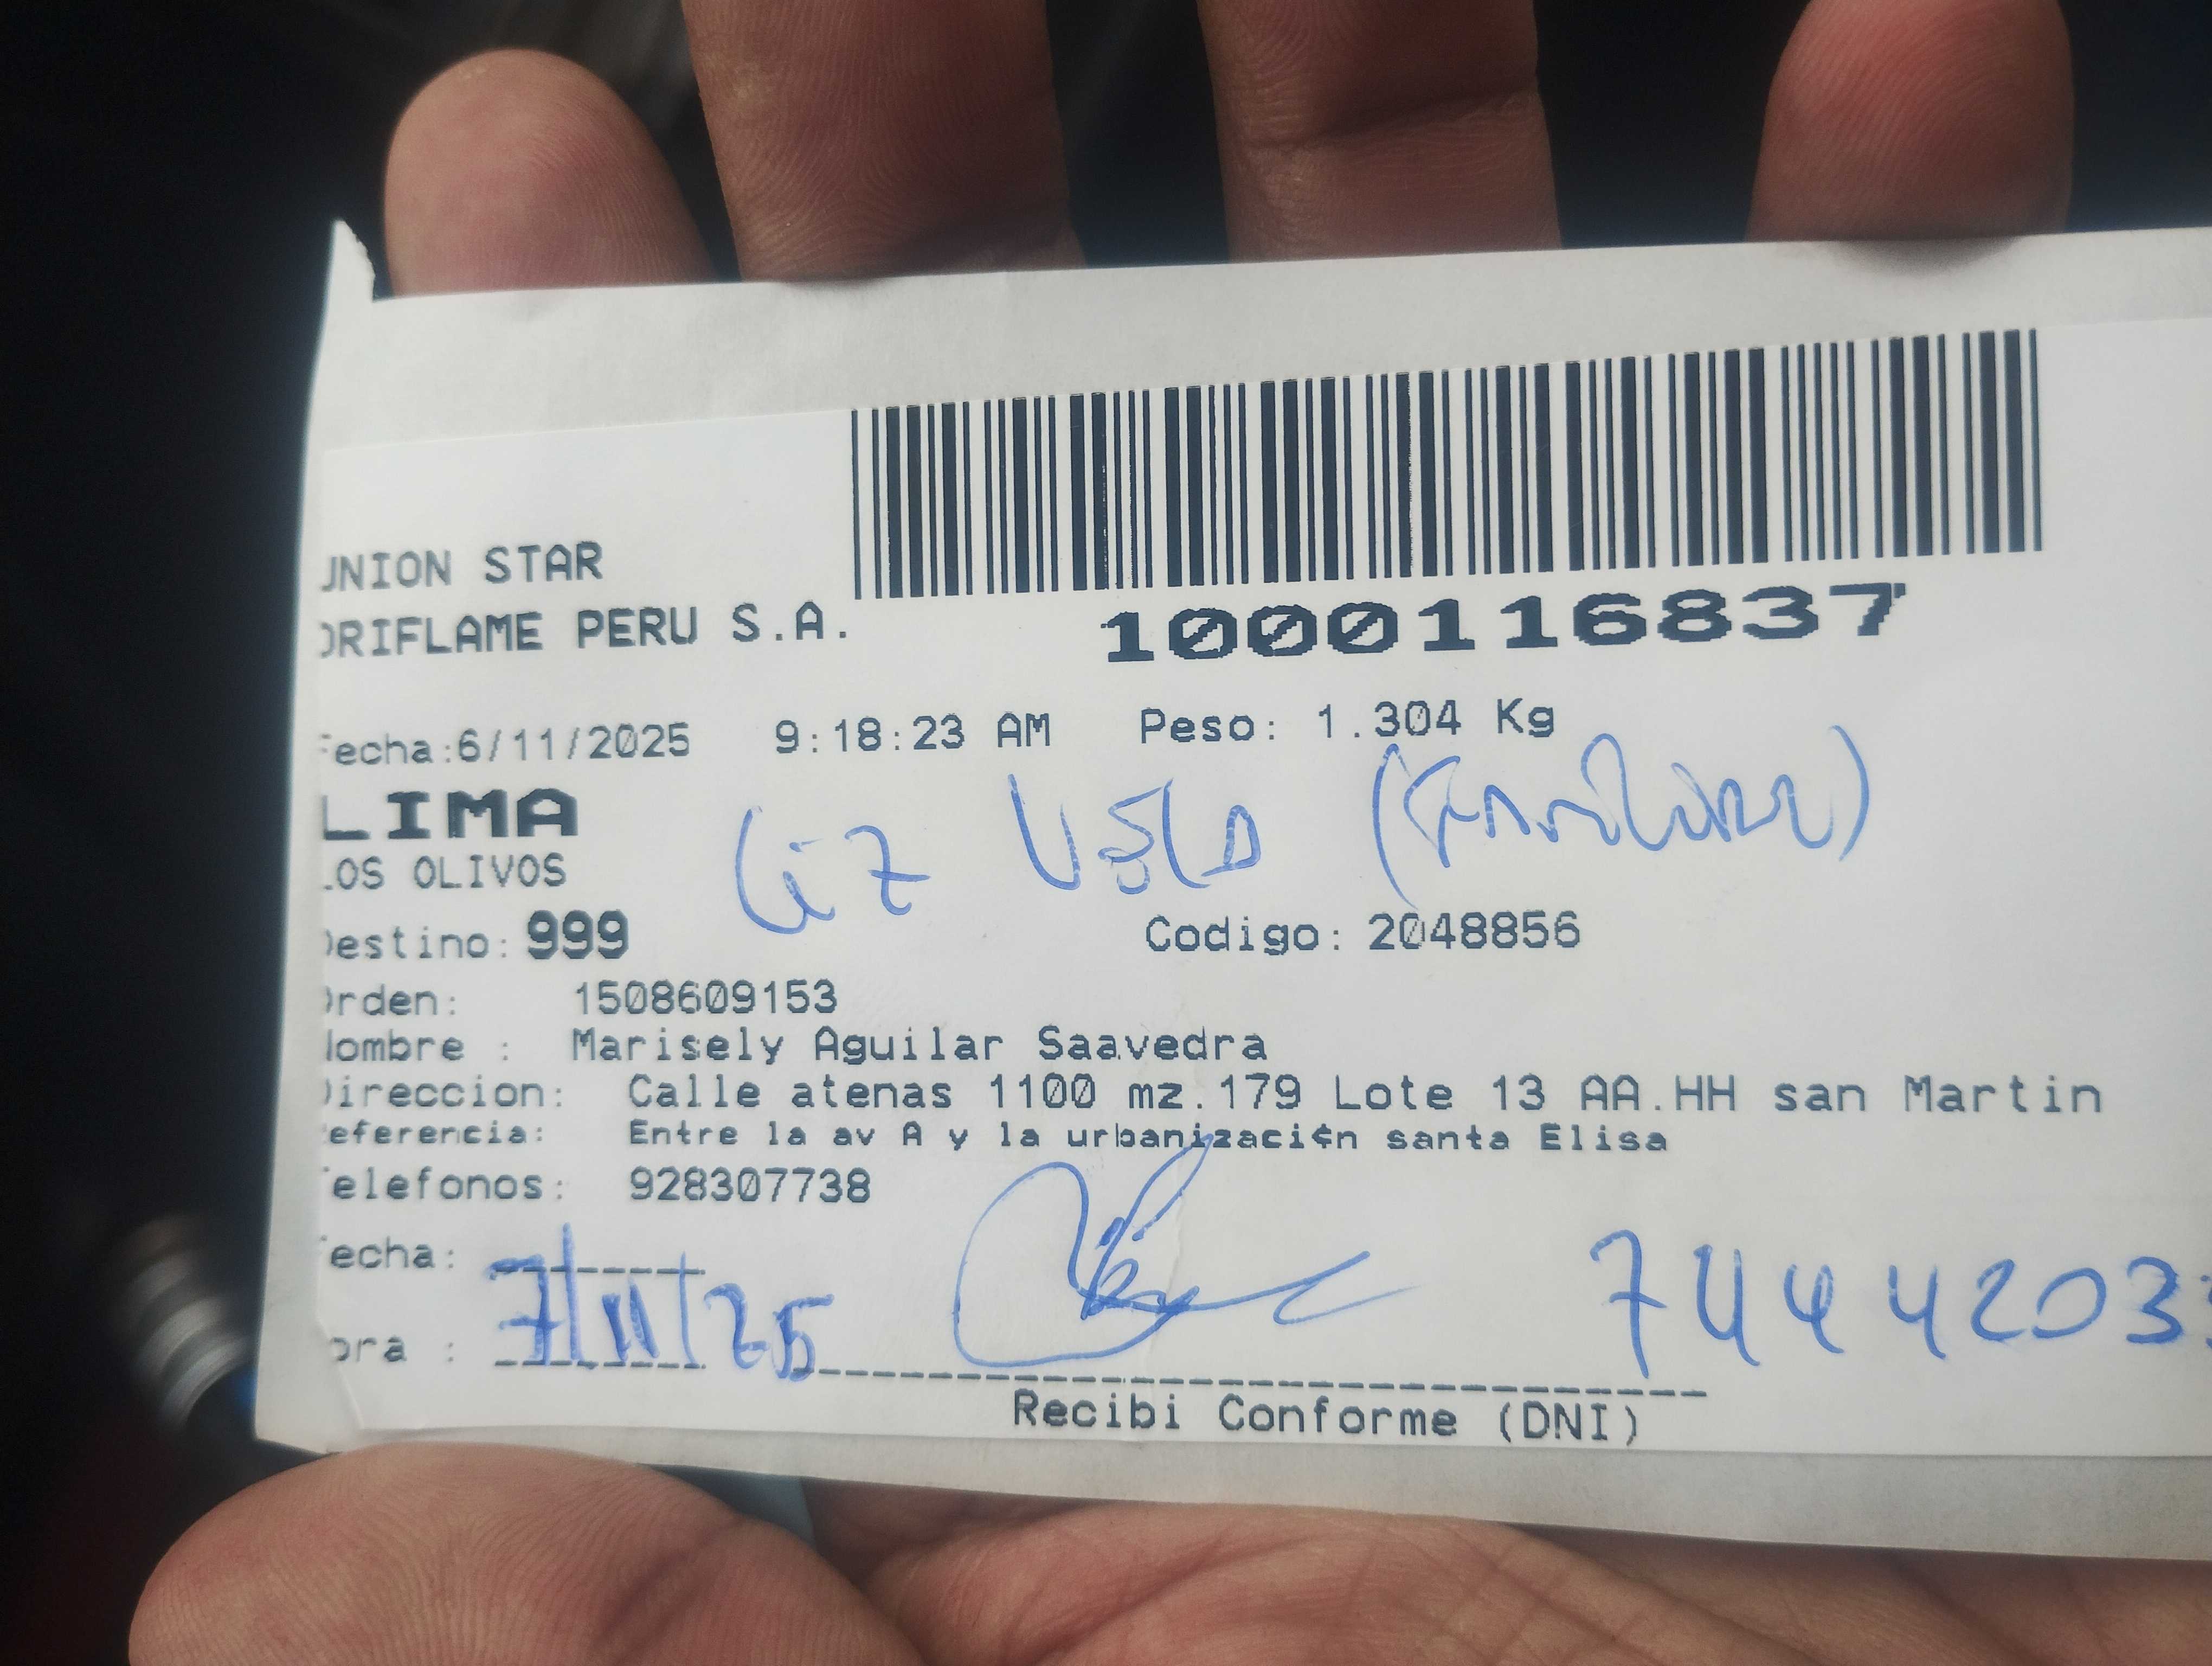 UNION STAR
ORIFLAME PERU S.A.
1000116837
Fecha:6/11/2025 9:18:23 AM Peso: 1.304 Kg
LIMA
LOS OLIVOS
Liz
Destino: 999 Codigo: 2048856
Orden: 1508609153
Nombre : Marisely Aguilar Saavedra
Direccion: Calle atenas 1100 mz.179 Lote 13 AA.HH san Martin
Referencia: Entre la av A y la urbanizaci¢n santa Elisa
Telefonos: 928307738
Fecha:
7/11/25
Hora :
Recibi Conforme (DNI)